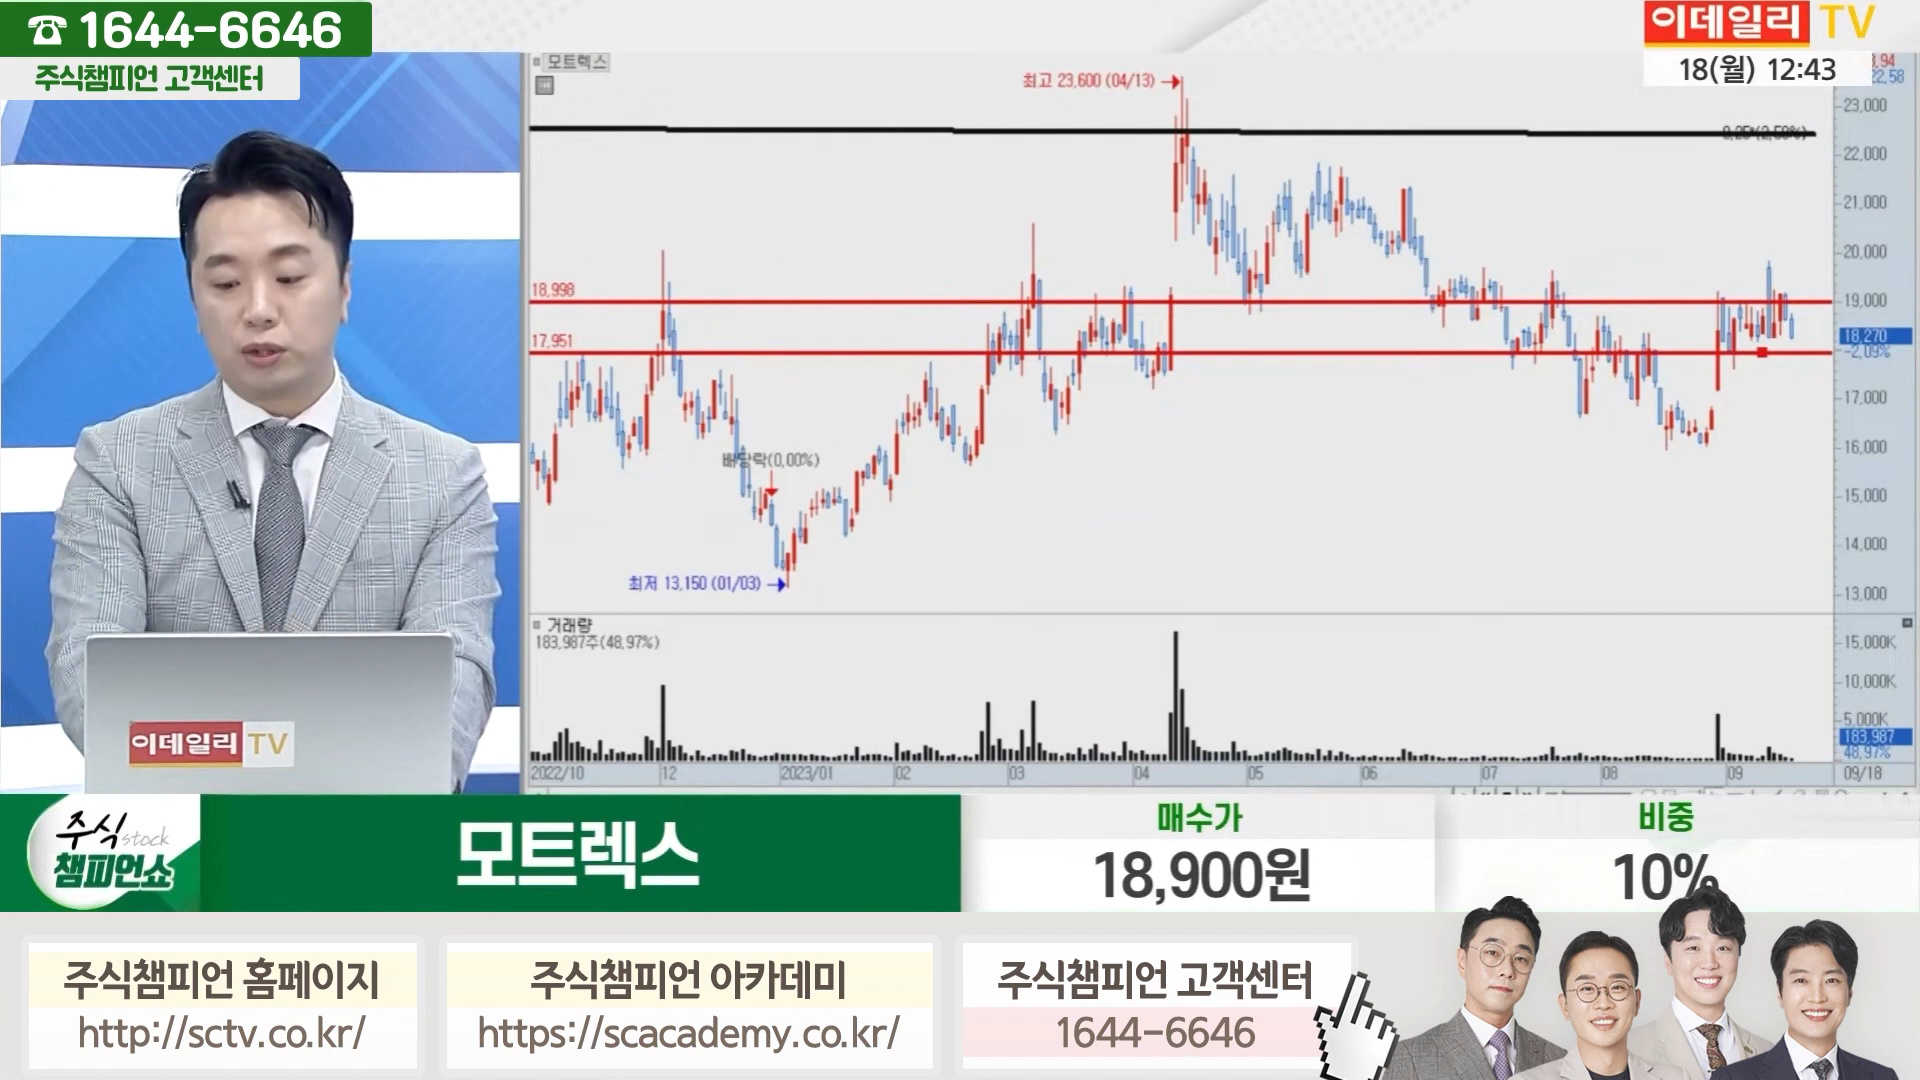 ☎ 1644-6646
주식챔피언 고객센터
이데일리 TV
18(월) 12:43
모트렉스
최고 23,600 (04/13)
22,58
23,000
22,000
21,000
20,000
18,998
19,000
18,270
17,951
-2,09%
17,000
배당락(0,00%)
16,000
15,000
14,000
최저 13,150 (01/03)
13,000
거래량
183,987주(48,97%)
15,000K
10,000K
5,000K
183,987
48,97%
2022/10
12
2023/01
02
03
04
05
06
07
08
09
09/18
이데일리 TV
주식 stock
챔피언쇼
모트렉스
매수가
18,900원
비중
10%
주식챔피언 홈페이지
http://sctv.co.kr/
주식챔피언 아카데미
https://scacademy.co.kr/
주식챔피언 고객센터
1644-6646